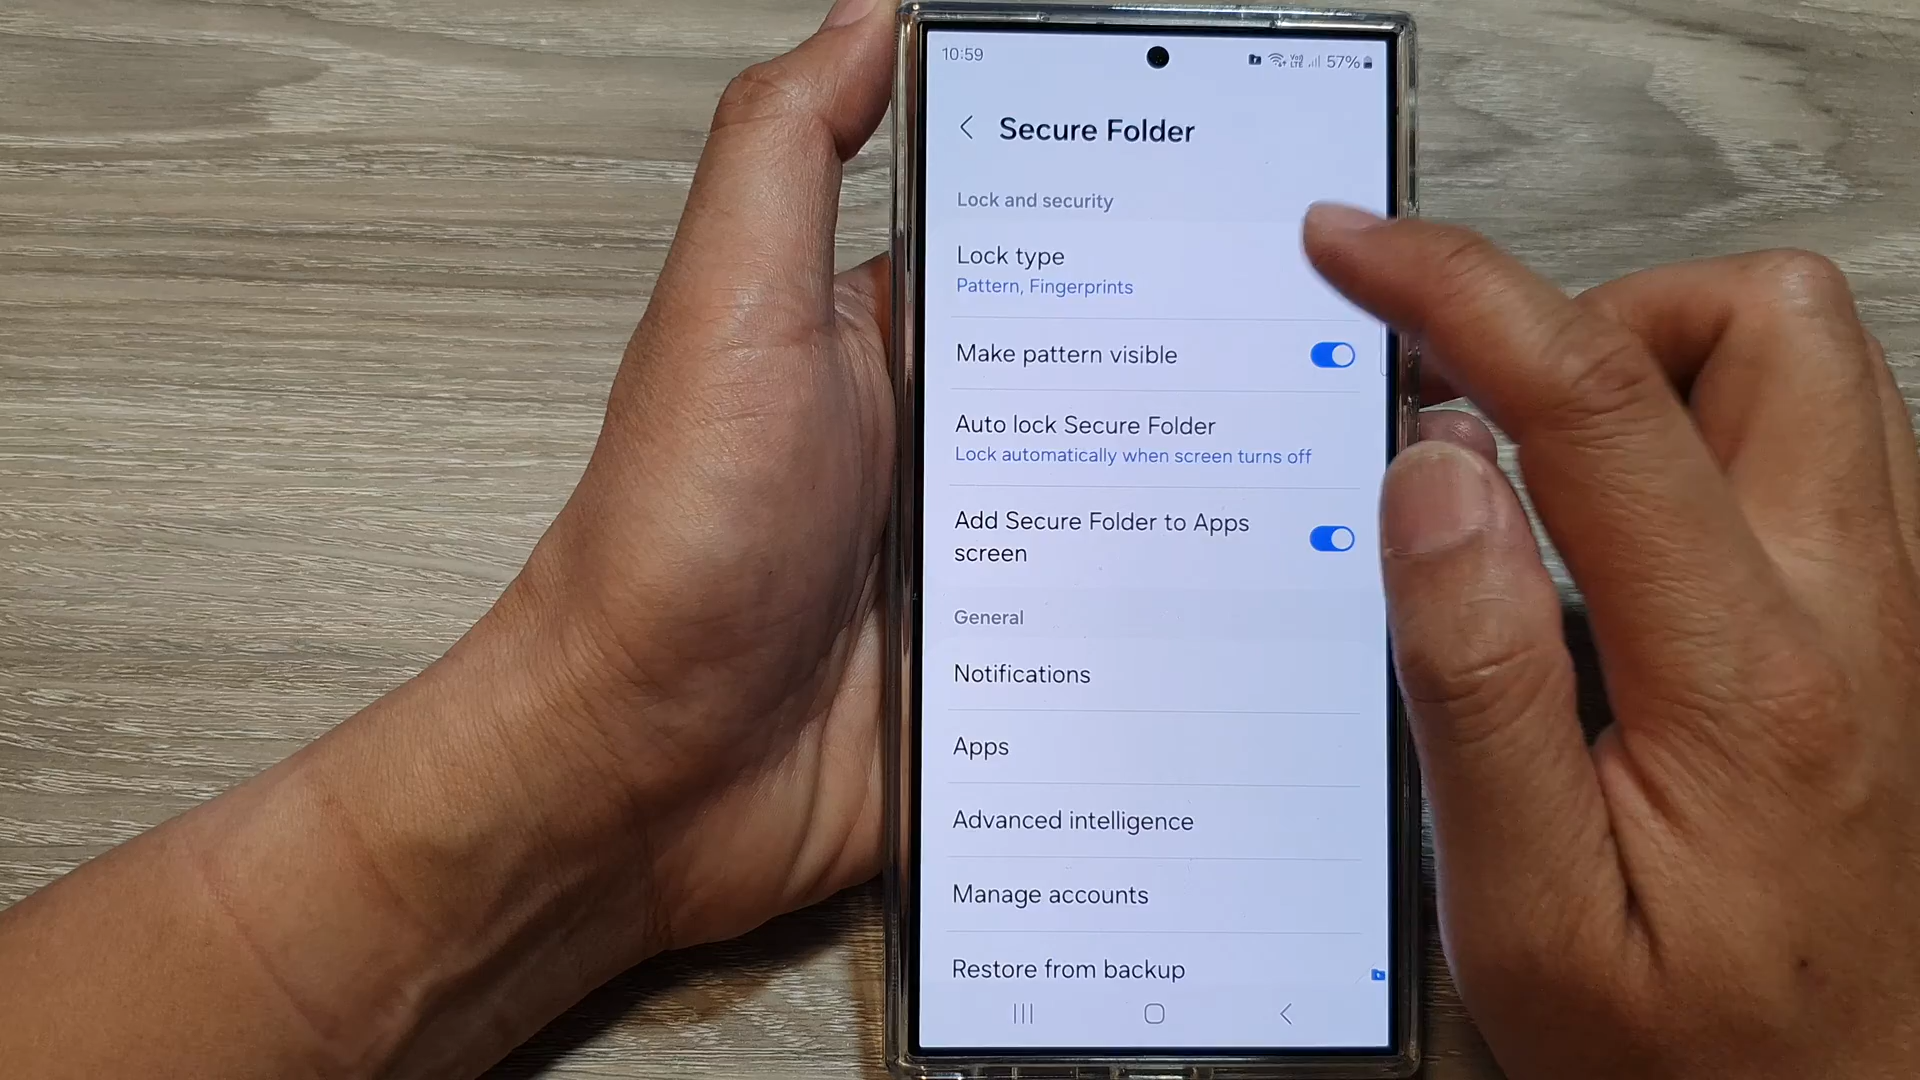 10:59
Vo) LTE 57%
Secure Folder
Lock and security
Lock type
Pattern, Fingerprints
Make pattern visible
Auto lock Secure Folder
Lock automatically when screen turns off
Add Secure Folder to Apps
screen
General
Notifications
Apps
Advanced intelligence
Manage accounts
Restore from backup